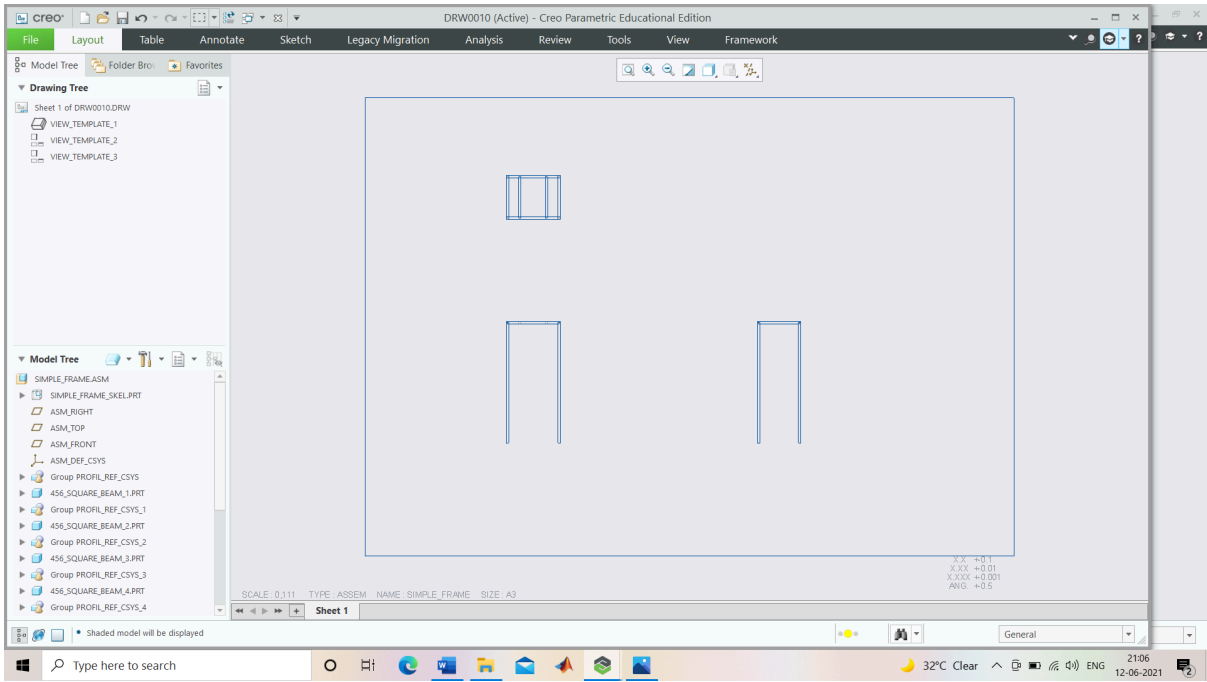 creo
DRW0010 (Active) - Creo Parametric Educational Edition
File Layout Table Annotate Sketch Legacy Migration Analysis Review Tools View Framework
Model Tree Folder Bro Favorites
Drawing Tree
Sheet 1 of DRW0010.DRW
VIEW_TEMPLATE_1
VIEW_TEMPLATE_2
VIEW_TEMPLATE_3
Model Tree
SIMPLE_FRAME.ASM
SIMPLE_FRAME_SKEL.PRT
ASM_RIGHT
ASM_TOP
ASM_FRONT
ASM_DEF_CSYS
Group PROFIL_REF_CSYS
456_SQUARE_BEAM_1.PRT
Group PROFIL_REF_CSYS_1
456_SQUARE_BEAM_2.PRT
Group PROFIL_REF_CSYS_2
456_SQUARE_BEAM_3.PRT
Group PROFIL_REF_CSYS_3
456_SQUARE_BEAM_4.PRT
Group PROFIL_REF_CSYS_4
X.X +-0.1
X.XX +-0.01
X.XXX +-0.001
ANG. +-0.5
SCALE : 0,111 TYPE : ASSEM NAME : SIMPLE_FRAME SIZE : A3
Sheet 1
Shaded model will be displayed
General
Type here to search
32°C Clear
ENG
21:06
12-06-2021
2